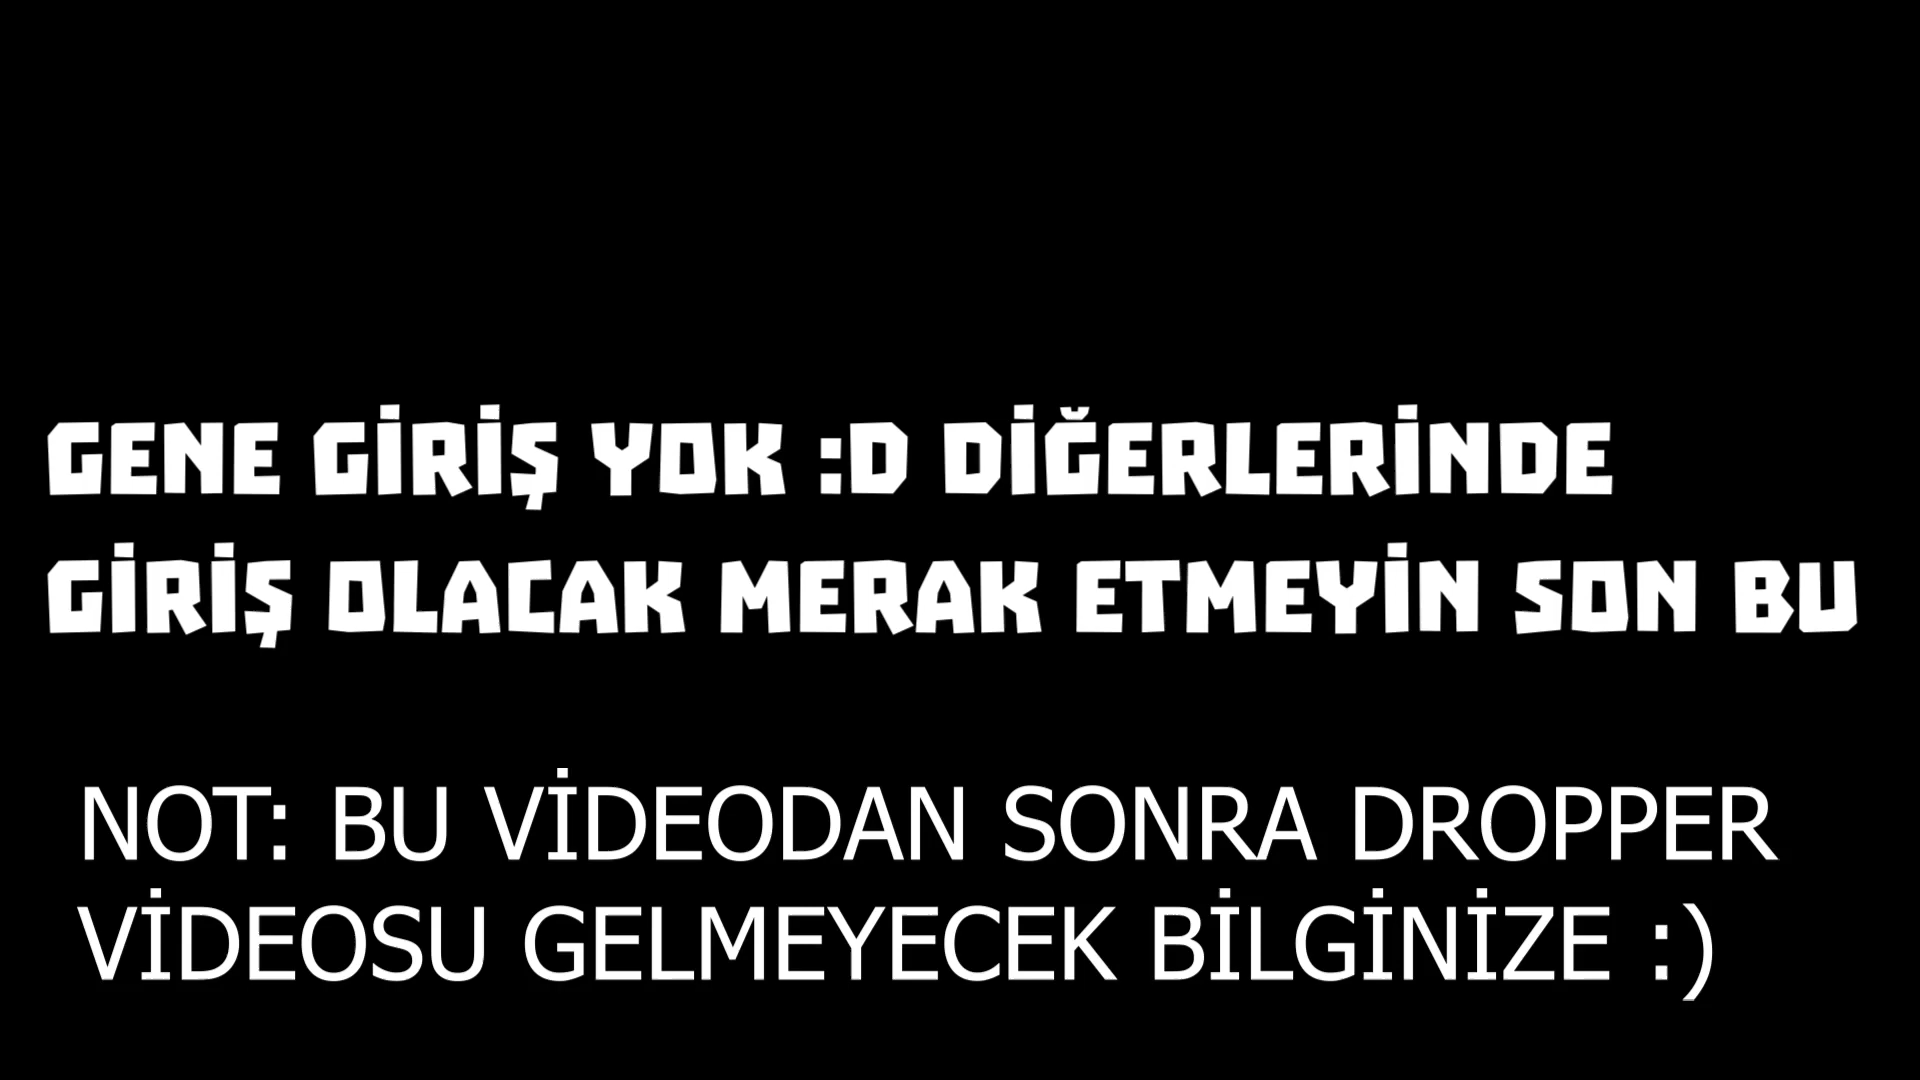 GENE GİRİŞ YOK :D DİĞERLERİNDE
GİRİŞ OLACAK MERAK ETMEYİN SON BU
NOT: BU VİDEODAN SONRA DROPPER
VİDEOSU GELMEYECEK BİLGİNİZE :)